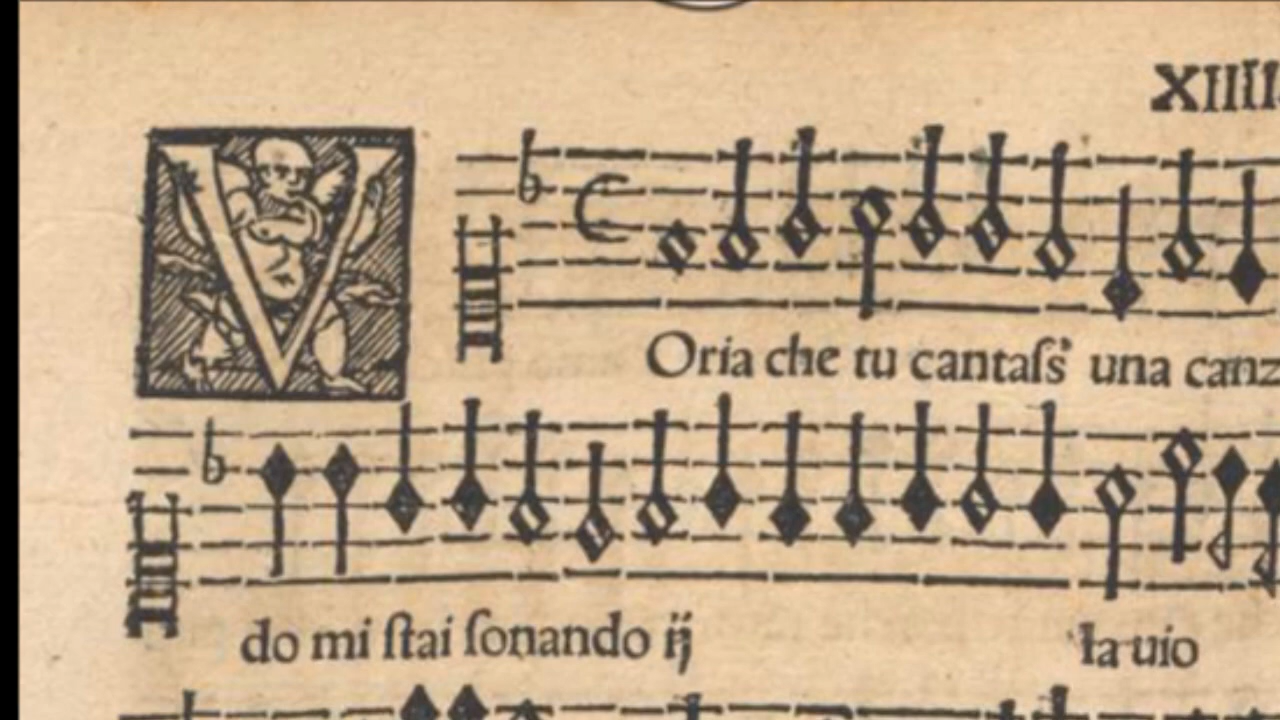 XIIII
V
Oria che tu cantaſs' una canz
do mi ſtai ſonando ij
la uio